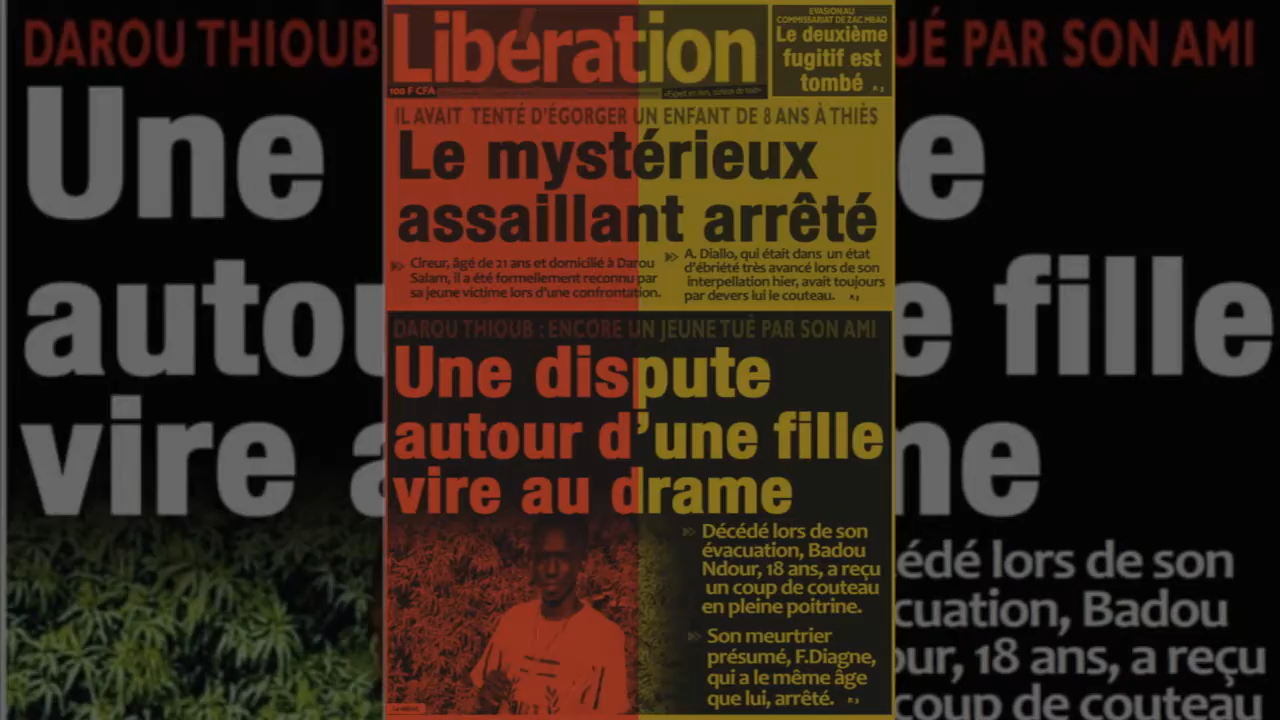 DAROU THIOUB
UÉ PAR SON AMI
Une
autou
vire a
e
e fille
me
édé lors de son
cuation, Badou
our, 18 ans, a reçu
coup de couteau
Libération
100 F CFA
EVASION AU
COMMISSARIAT DE ZAC MBAO
Le deuxième
fugitif est
tombé P. 3
IL AVAIT TENTÉ D'ÉGORGER UN ENFANT DE 8 ANS À THIÈS
Le mystérieux
assaillant arrêté
Cireur, âgé de 21 ans et domicilié à Darou
Salam, il a été formellement reconnu par
sa jeune victime lors d'une confrontation.
A. Diallo, qui était dans un état
d'ébriété très avancé lors de son
interpellation hier, avait toujours
par devers lui le couteau. P. 3
DAROU THIOUB : ENCORE UN JEUNE TUÉ PAR SON AMI
Une dispute
autour d'une fille
vire au drame
Décédé lors de son
évacuation, Badou
Ndour, 18 ans, a reçu
un coup de couteau
en pleine poitrine.
Son meurtrier
présumé, F.Diagne,
qui a le même âge
que lui, arrêté. P. 3